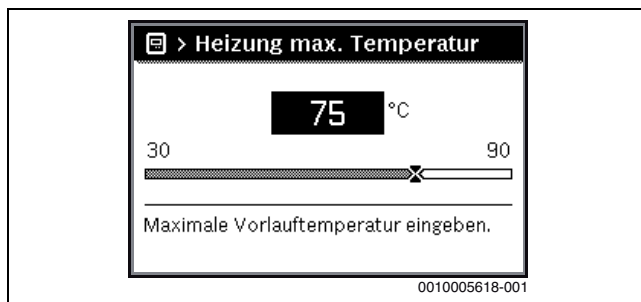 > Heizung max. Temperatur
75 °C
30 90
Maximale Vorlauftemperatur eingeben.
0010005618-001